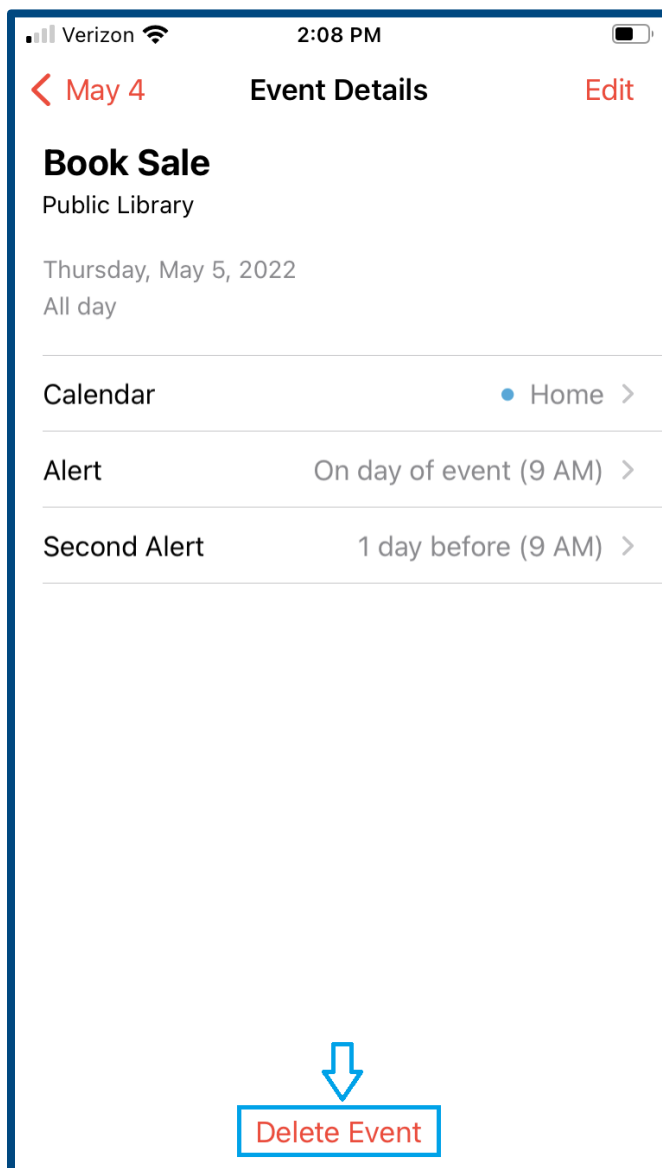 Verizon 2:08 PM
May 4 Event Details Edit
Book Sale
Public Library
Thursday, May 5, 2022
All day
Calendar Home
Alert On day of event (9 AM)
Second Alert 1 day before (9 AM)
Delete Event